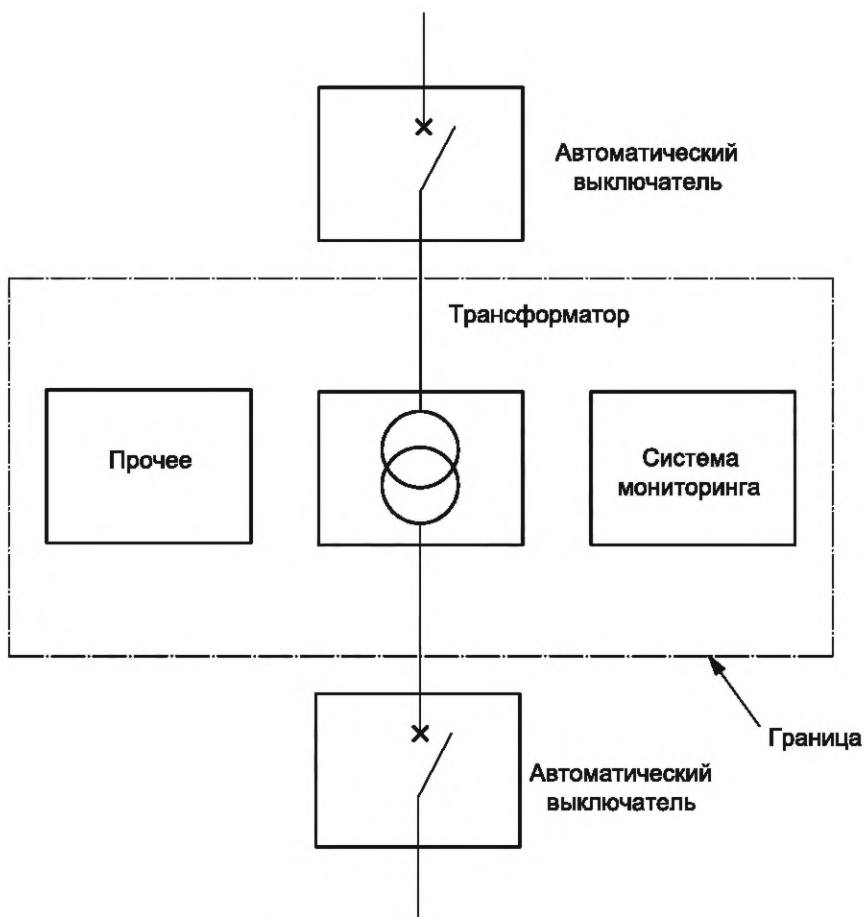 Автоматический
выключатель
Трансформатор
Прочее
Система
мониторинга
Граница
Автоматический
выключатель